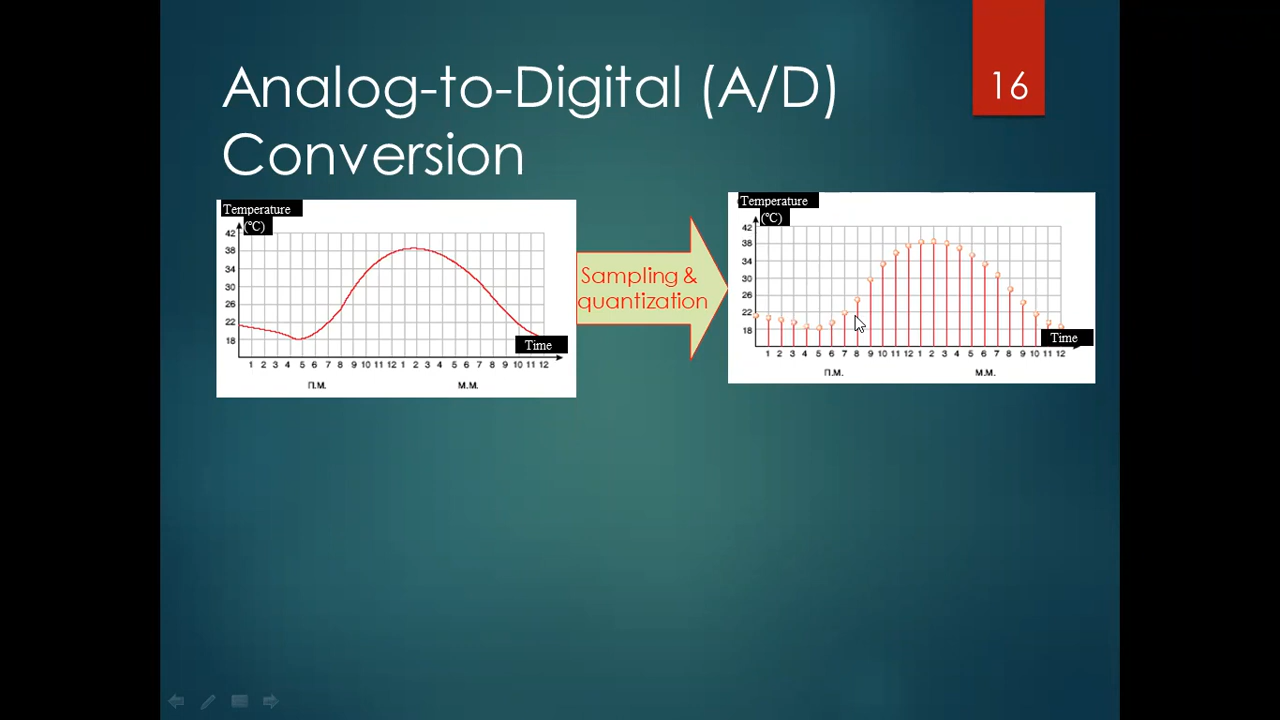 Analog-to-Digital (A/D)
Conversion
16
Temperature
(°C)
42
38
34
30
26
22
18
Time
1 2 3 4 5 6 7 8 9 10 11 12 1 2 3 4 5 6 7 8 9 10 11 12
П.М. М.М.
Sampling &
quantization
Temperature
(°C)
42
38
34
30
26
22
18
Time
1 2 3 4 5 6 7 8 9 10 11 12 1 2 3 4 5 6 7 8 9 10 11 12
П.М. М.М.